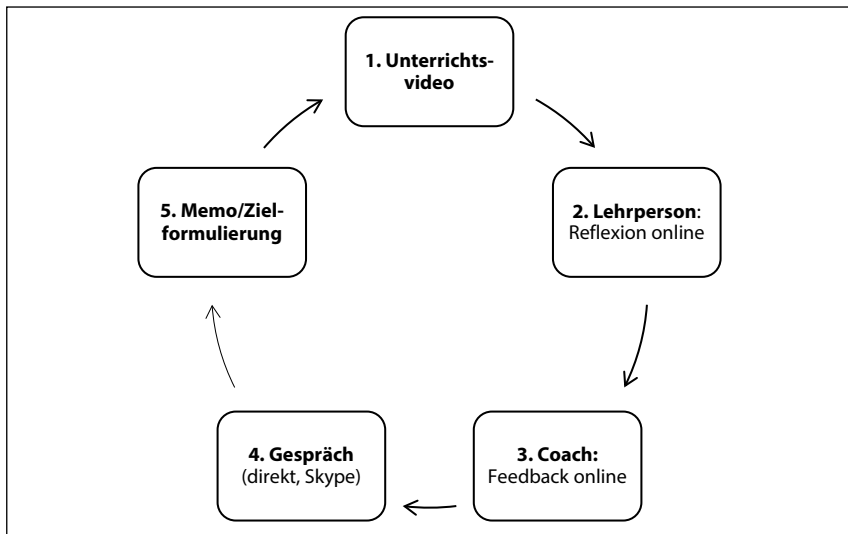 1. Unterrichts-
video
2. Lehrperson:
Reflexion online
3. Coach:
Feedback online
4. Gespräch
(direkt, Skype)
5. Memo/Ziel-
formulierung